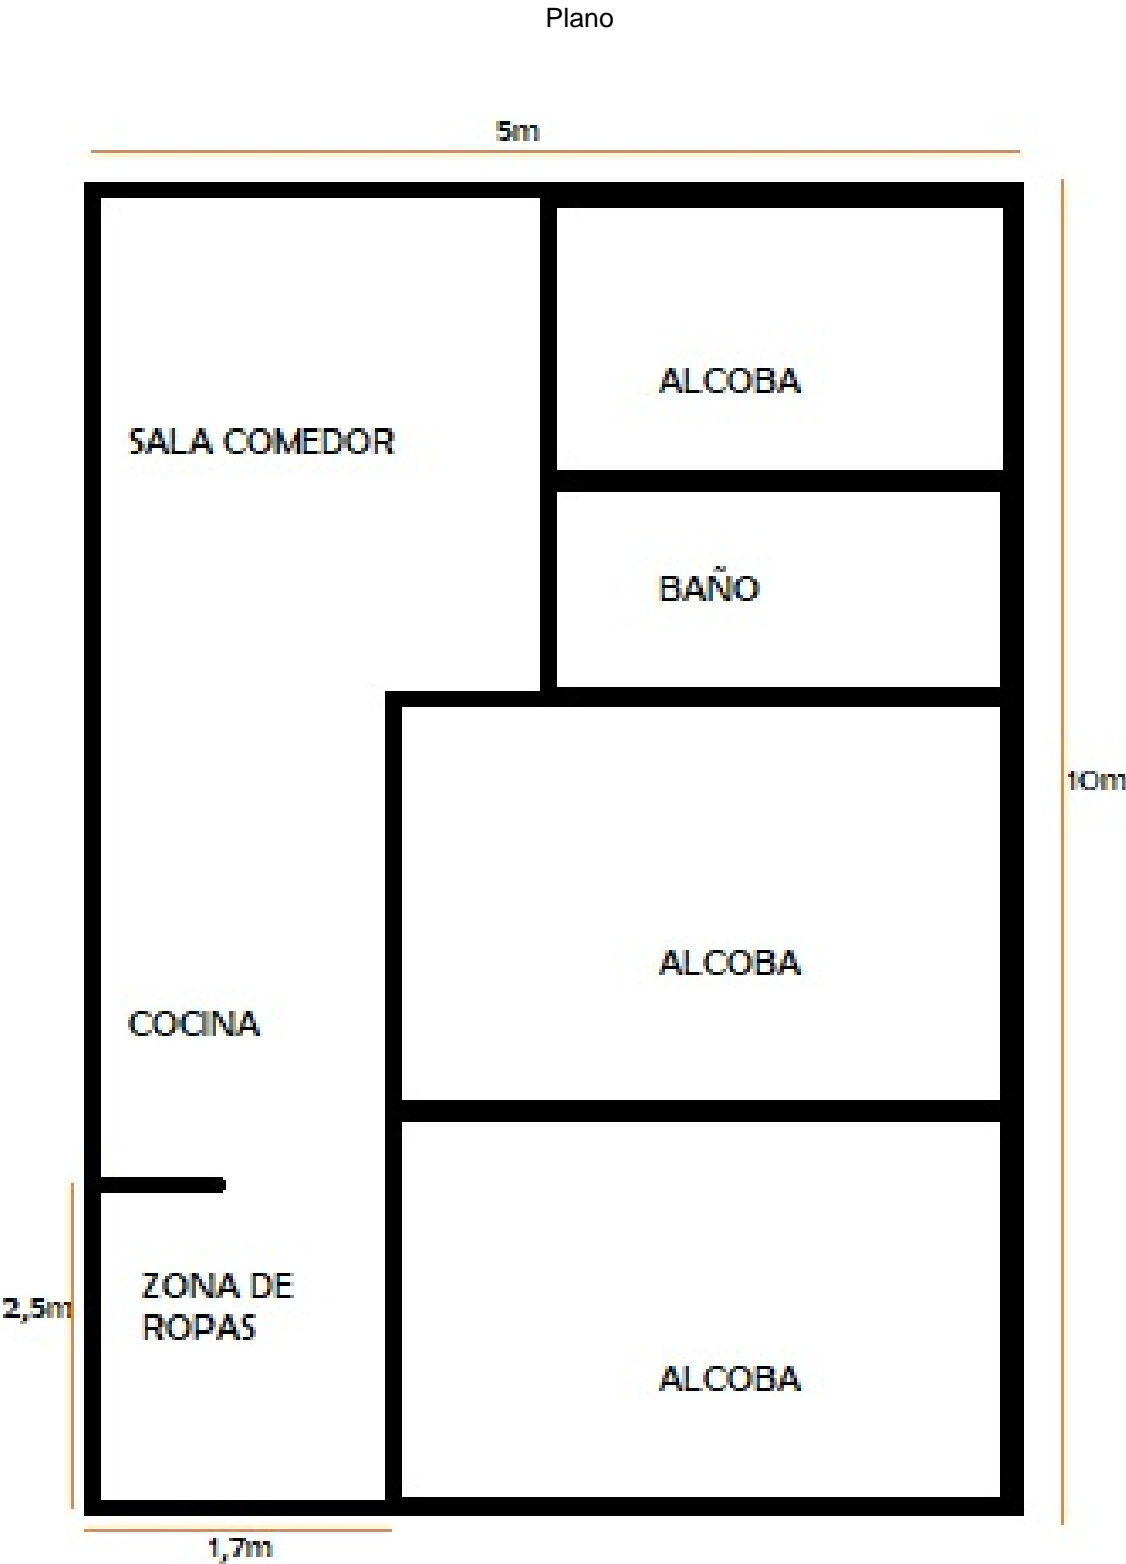 Plano
5m
ALCOBA
SALA COMEDOR
BAÑO
10m
ALCOBA
COCINA
ZONA DE
ROPAS
2,5m
ALCOBA
1,7m